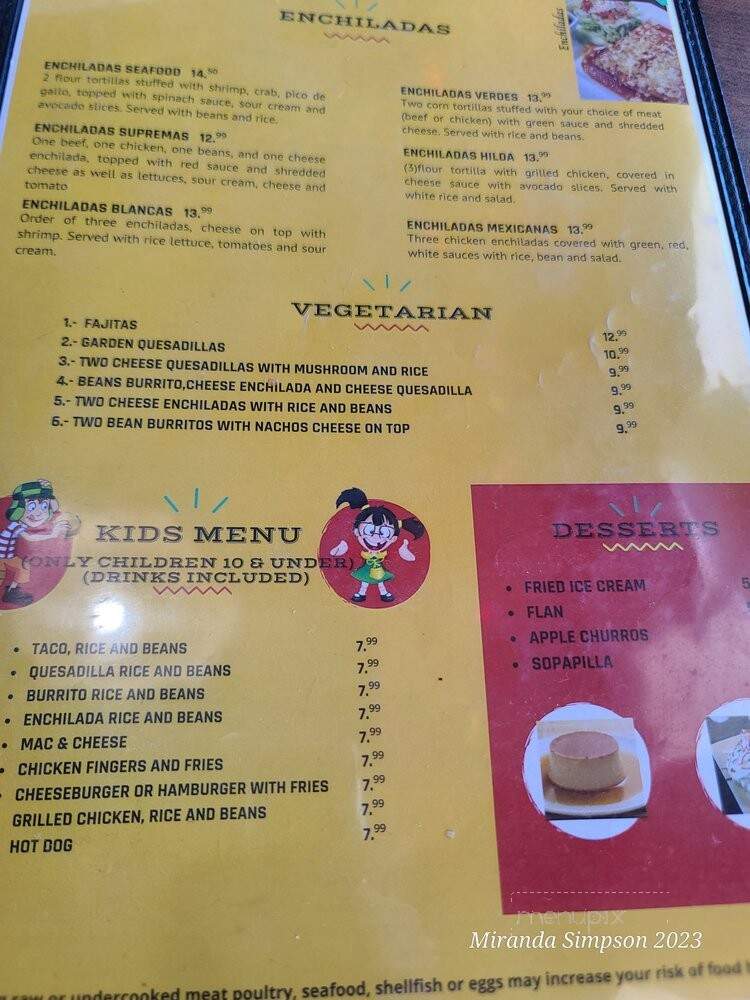 ENCHILADAS
Enchiladas
ENCHILADAS SEAFOOD 14.50
2 flour tortillas stuffed with shrimp, crab, pico de
gallo, topped with spinach sauce, sour cream and
avocado slices. Served with beans and rice.
ENCHILADAS SUPREMAS 12.99
One beef, one chicken, one beans, and one cheese
enchilada, topped with red sauce and shredded
cheese as well as lettuces, sour cream, cheese and
tomato
ENCHILADAS BLANCAS 13.99
Order of three enchiladas, cheese on top with
shrimp. Served with rice lettuce, tomatoes and sour
cream.
ENCHILADAS VERDES 13.99
Two corn tortillas stuffed with your choice of meat
(beef or chicken) with green sauce and shredded
cheese. Served with rice and beans.
ENCHILADAS HILDA 13.99
(3)flour tortilla with grilled chicken, covered in
cheese sauce with avocado slices. Served with
white rice and salad.
ENCHILADAS MEXICANAS 13.99
Three chicken enchiladas covered with green, red,
white sauces with rice, bean and salad.
VEGETARIAN
1.- FAJITAS 12.99
2.- GARDEN QUESADILLAS 10.99
3.- TWO CHEESE QUESADILLAS WITH MUSHROOM AND RICE 9.99
4.- BEANS BURRITO,CHEESE ENCHILADA AND CHEESE QUESADILLA 9.99
5.- TWO CHEESE ENCHILADAS WITH RICE AND BEANS 9.99
6.- TWO BEAN BURRITOS WITH NACHOS CHEESE ON TOP 9.99
KIDS MENU
(ONLY CHILDREN 10 & UNDER)
(DRINKS INCLUDED)
• TACO, RICE AND BEANS 7.99
• QUESADILLA RICE AND BEANS 7.99
• BURRITO RICE AND BEANS 7.99
• ENCHILADA RICE AND BEANS 7.99
• MAC & CHEESE 7.99
• CHICKEN FINGERS AND FRIES 7.99
• CHEESEBURGER OR HAMBURGER WITH FRIES 7.99
GRILLED CHICKEN, RICE AND BEANS 7.99
HOT DOG 7.99
DESSERTS
• FRIED ICE CREAM 5
• FLAN
• APPLE CHURROS
• SOPAPILLA
menupix
Miranda Simpson 2023
raw or undercooked meat poultry, seafood, shellfish or eggs may increase your risk of food